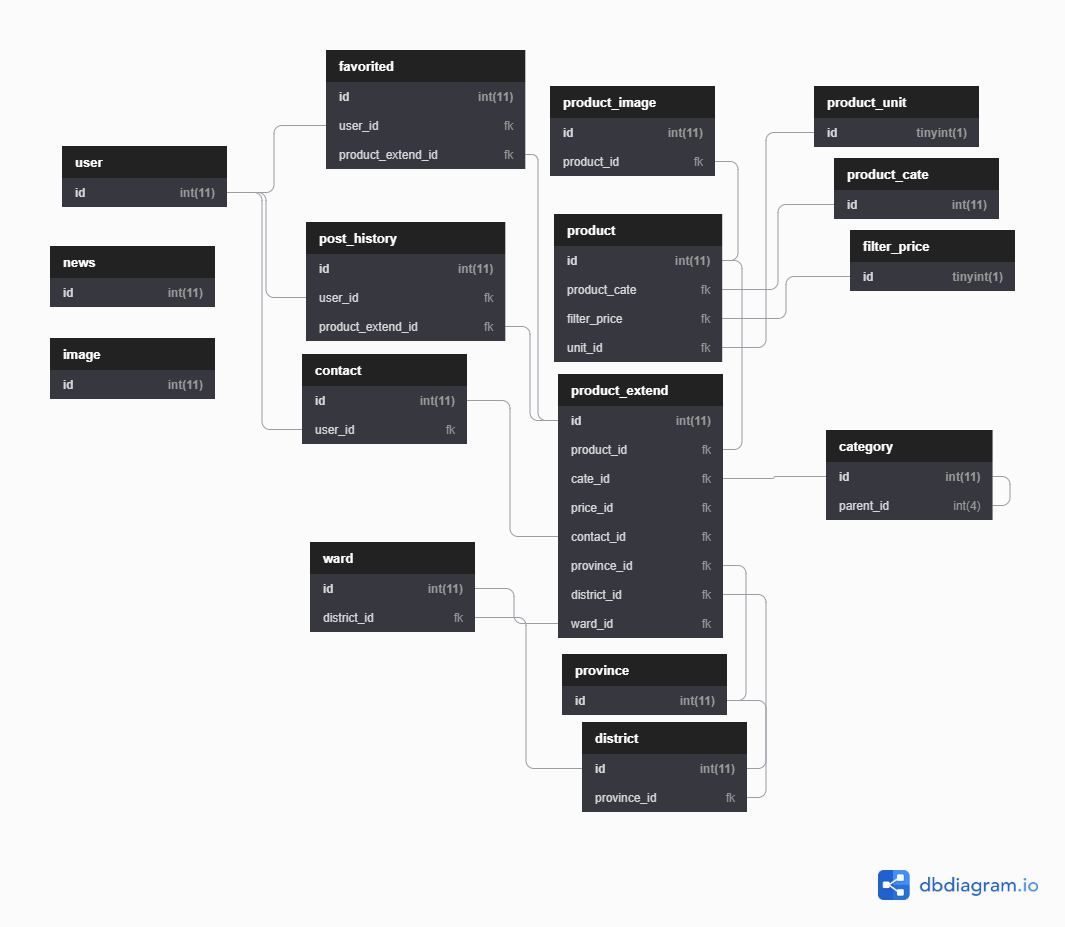 favorited
id int(11)
user_id fk
product_extend_id fk
product_image
id int(11)
product_id fk
product_unit
id tinyint(1)
user
id int(11)
product_cate
id int(11)
news
id int(11)
post_history
id int(11)
user_id fk
product_extend_id fk
product
id int(11)
product_cate fk
filter_price fk
unit_id fk
filter_price
id tinyint(1)
image
id int(11)
contact
id int(11)
user_id fk
product_extend
id int(11)
product_id fk
cate_id fk
price_id fk
contact_id fk
province_id fk
district_id fk
ward_id fk
category
id int(11)
parent_id int(4)
ward
id int(11)
district_id fk
province
id int(11)
district
id int(11)
province_id fk
dbdiagram.io